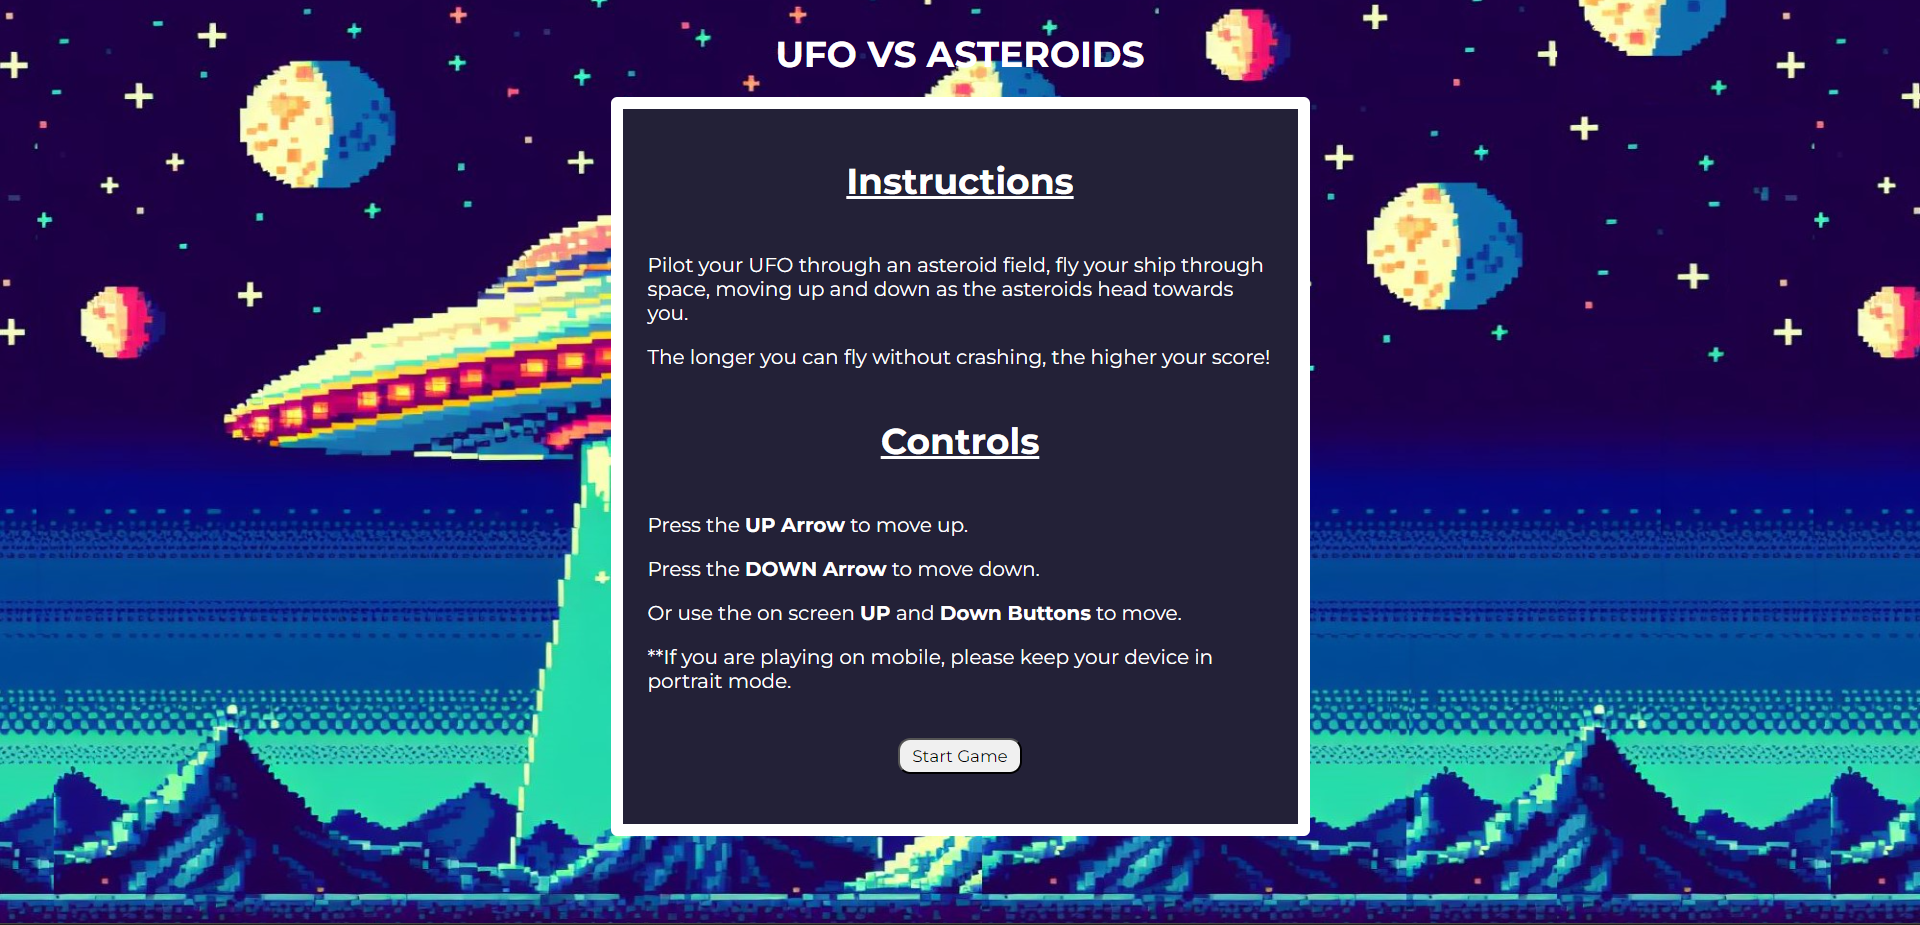 UFO VS ASTEROIDS
Instructions
Pilot your UFO through an asteroid field, fly your ship through
space, moving up and down as the asteroids head towards
you.
The longer you can fly without crashing, the higher your score!
Controls
Press the UP Arrow to move up.
Press the DOWN Arrow to move down.
Or use the on screen UP and Down Buttons to move.
**If you are playing on mobile, please keep your device in
portrait mode.
Start Game